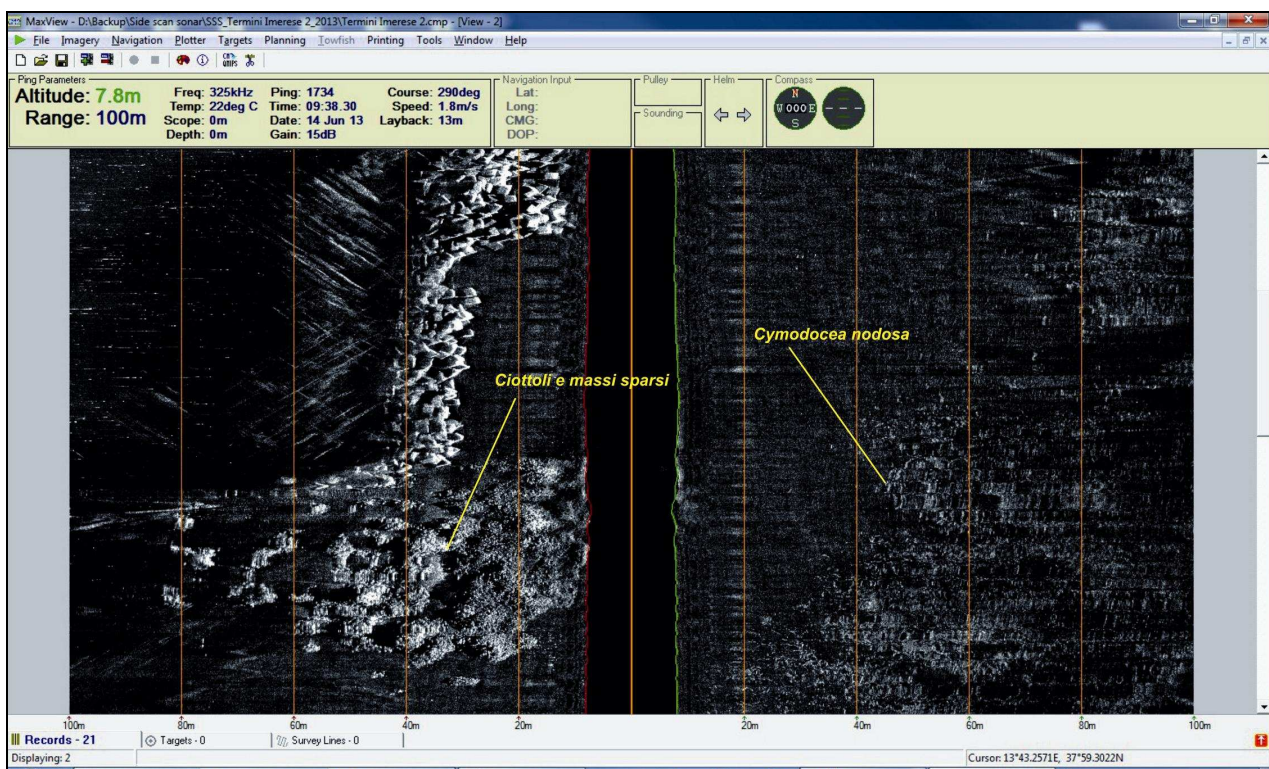 MaxView - D:\Backup\Side scan sonar\SSS_Termini Imerese 2_2013\Termini Imerese 2.cmp - [View - 2]
File Imagery Navigation Plotter Targets Planning Towfish Printing Tools Window Help
Ping Parameters
Altitude: 7.8m
Range: 100m
Freq: 325kHz Ping: 1734 Course: 290deg
Temp: 22deg C Time: 09:38.30 Speed: 1.8m/s
Scope: 0m Date: 14 Jun 13 Layback: 13m
Depth: 0m Gain: 15dB
Navigation Input
Lat:
Long:
CMG:
DOP:
Pulley
Sounding
Helm
Compass
N
W 000 E
S
- - -
Cymodocea nodosa
Ciottoli e massi sparsi
100m 80m 60m 40m 20m 20m 40m 60m 80m 100m
Records - 21 Targets - 0 Survey Lines - 0
Displaying: 2 Cursor: 13°43.2571E, 37°59.3022N